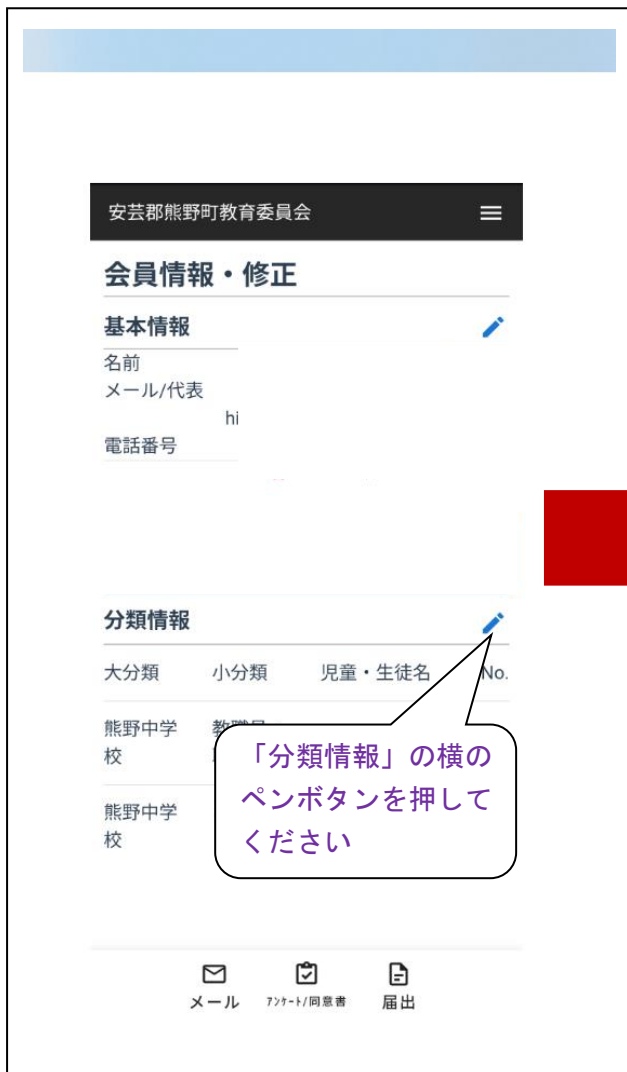 安芸郡熊野町教育委員会
会員情報・修正
基本情報
名前
メール/代表
hi
電話番号
分類情報
大分類 小分類 児童・生徒名 No.
熊野中学
校
「分類情報」の横の
ペンボタンを押して
ください
熊野中学
校
メール アンケート/同意書 届出